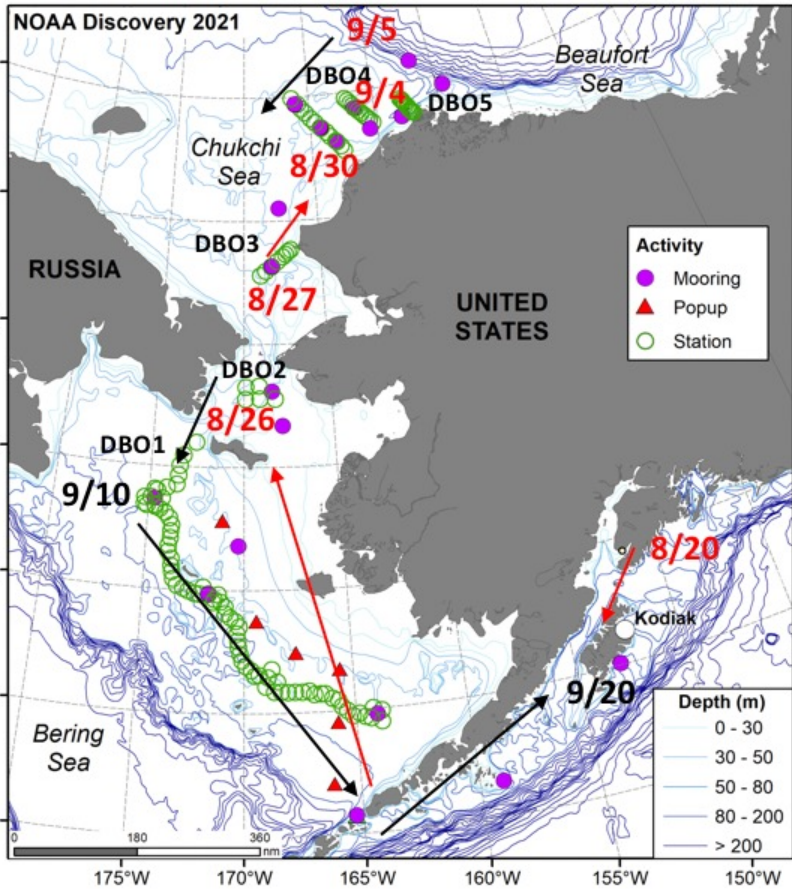 NOAA Discovery 2021
9/5
Beaufort
Sea
DBO4
9/4
DBO5
Chukchi
Sea
8/30
DBO3
RUSSIA
8/27
Activity
Mooring
Popup
Station
UNITED
STATES
DBO2
8/26
DBO1
9/10
8/20
Kodiak
9/20
Bering
Sea
Depth (m)
0 - 30
30 - 50
50 - 80
80 - 200
> 200
0
180
360
nm
175°W
170°W
165°W
160°W
155°W
150°W